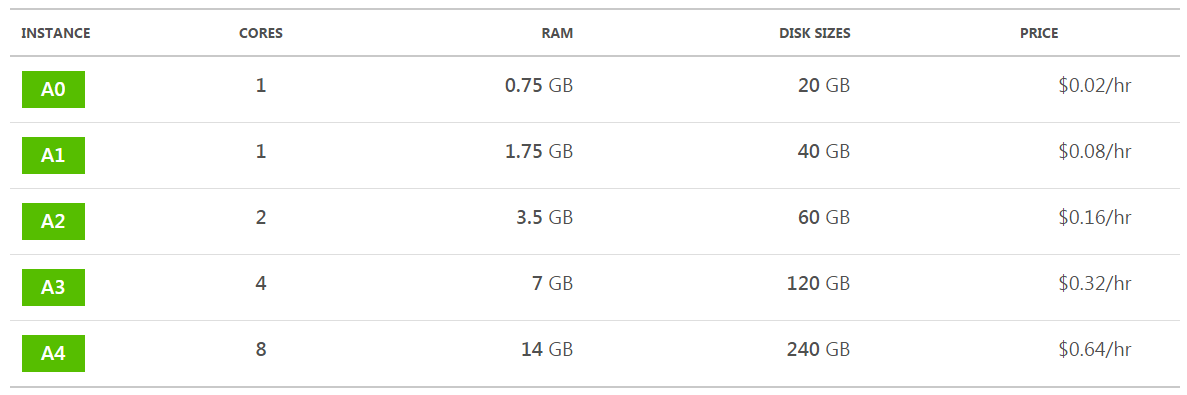 INSTANCE CORES RAM DISK SIZES PRICE
A0 1 0.75 GB 20 GB $0.02/hr
A1 1 1.75 GB 40 GB $0.08/hr
A2 2 3.5 GB 60 GB $0.16/hr
A3 4 7 GB 120 GB $0.32/hr
A4 8 14 GB 240 GB $0.64/hr